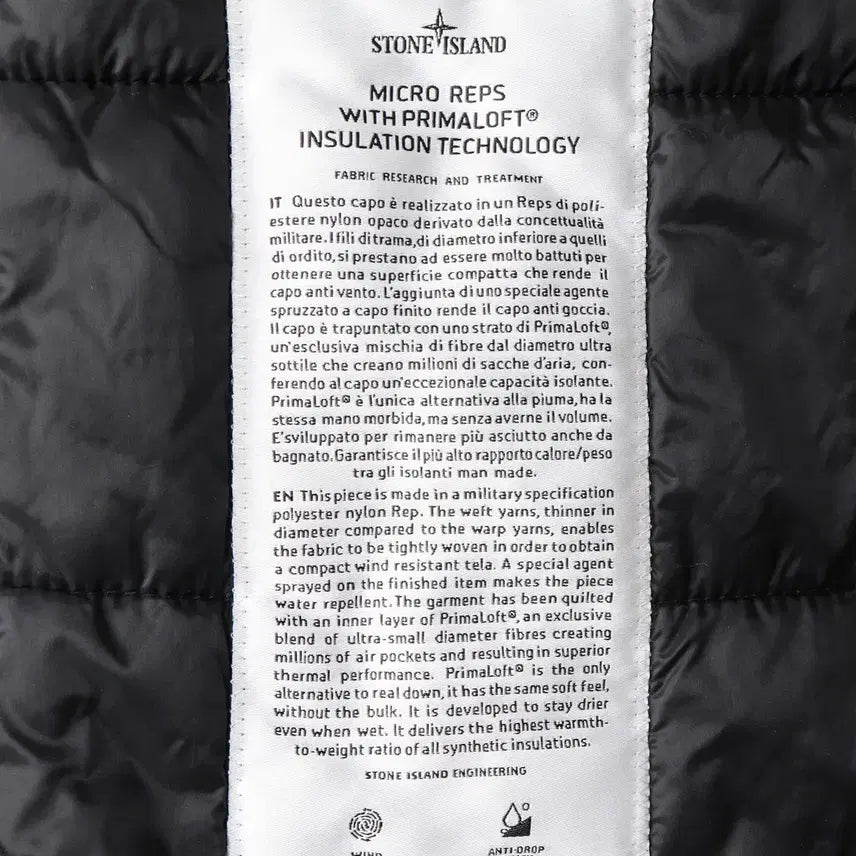 STONE ISLAND
MICRO REPS
WITH PRIMALOFT®
INSULATION TECHNOLOGY
FABRIC RESEARCH AND TREATMENT
IT Questo capo è realizzato in un Reps di poli-
estere nylon opaco derivato dalla concettualità
militare. I fili di trama, di diametro inferiore a quelli
di ordito, si prestano ad essere molto battuti per
ottenere una superficie compatta che rende il
capo anti vento. L'aggiunta di uno speciale agente
spruzzato a capo finito rende il capo anti goccia.
Il capo è trapuntato con uno strato di PrimaLoft®,
un'esclusiva mischia di fibre dal diametro ultra
sottile che creano milioni di sacche d'aria, con-
ferendo al capo un'eccezionale capacità isolante.
PrimaLoft® è l'unica alternativa alla piuma, ha la
stessa mano morbida, ma senza averne il volume.
E'sviluppato per rimanere più asciutto anche da
bagnato. Garantisce il più alto rapporto calore/peso
tra gli isolanti man made.
EN This piece is made in a military specification
polyester nylon Rep. The weft yarns, thinner in
diameter compared to the warp yarns, enables
the fabric to be tightly woven in order to obtain
a compact wind resistant tela. A special agent
sprayed on the finished item makes the piece
water repellent. The garment has been quilted
with an inner layer of PrimaLoft®, an exclusive
blend of ultra-small diameter fibres creating
millions of air pockets and resulting in superior
thermal performance. PrimaLoft® is the only
alternative to real down, it has the same soft feel,
without the bulk. It is developed to stay drier
even when wet. It delivers the highest warmth-
to-weight ratio of all synthetic insulations.
STONE ISLAND ENGINEERING
WIND
ANTI-DROP